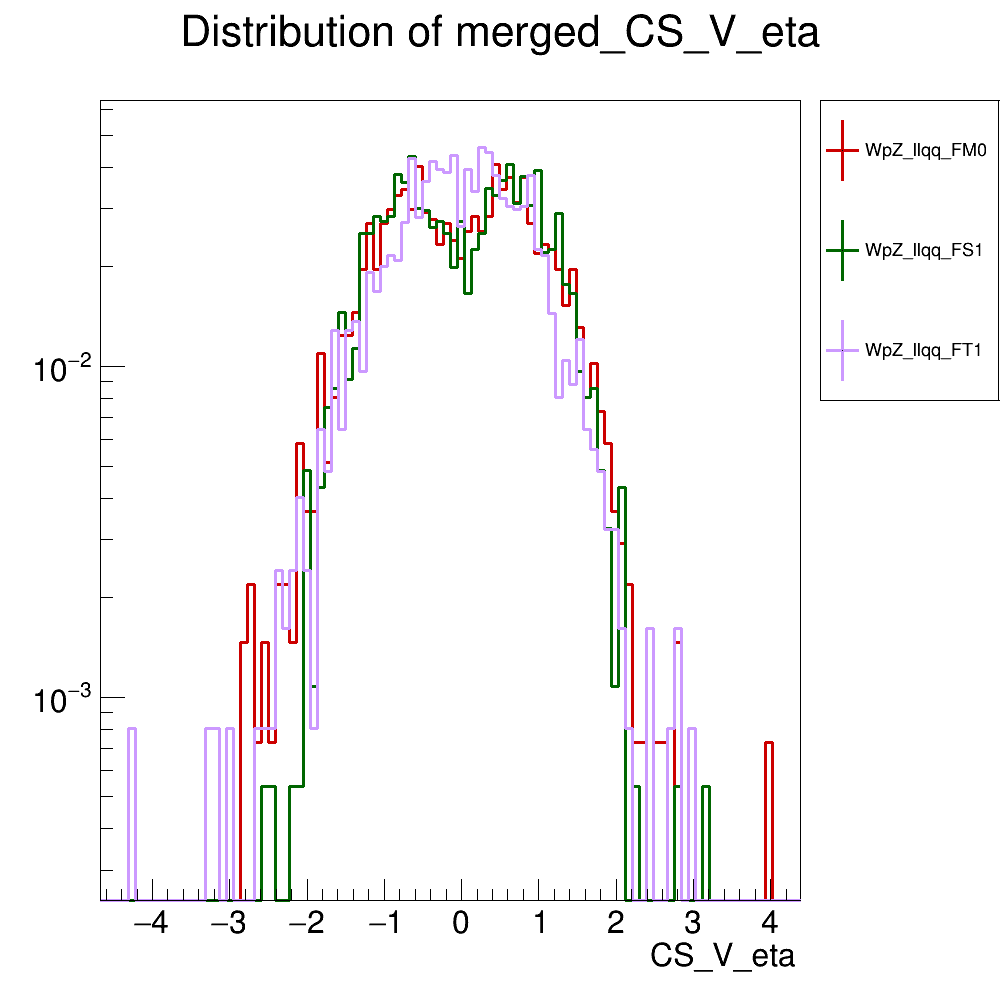 Distribution of merged_CS_V_eta
WpZ_llqq_FM0
WpZ_llqq_FS1
WpZ_llqq_FT1
10−2
10−3
−4 −3 −2 −1 0 1 2 3 4
CS_V_eta